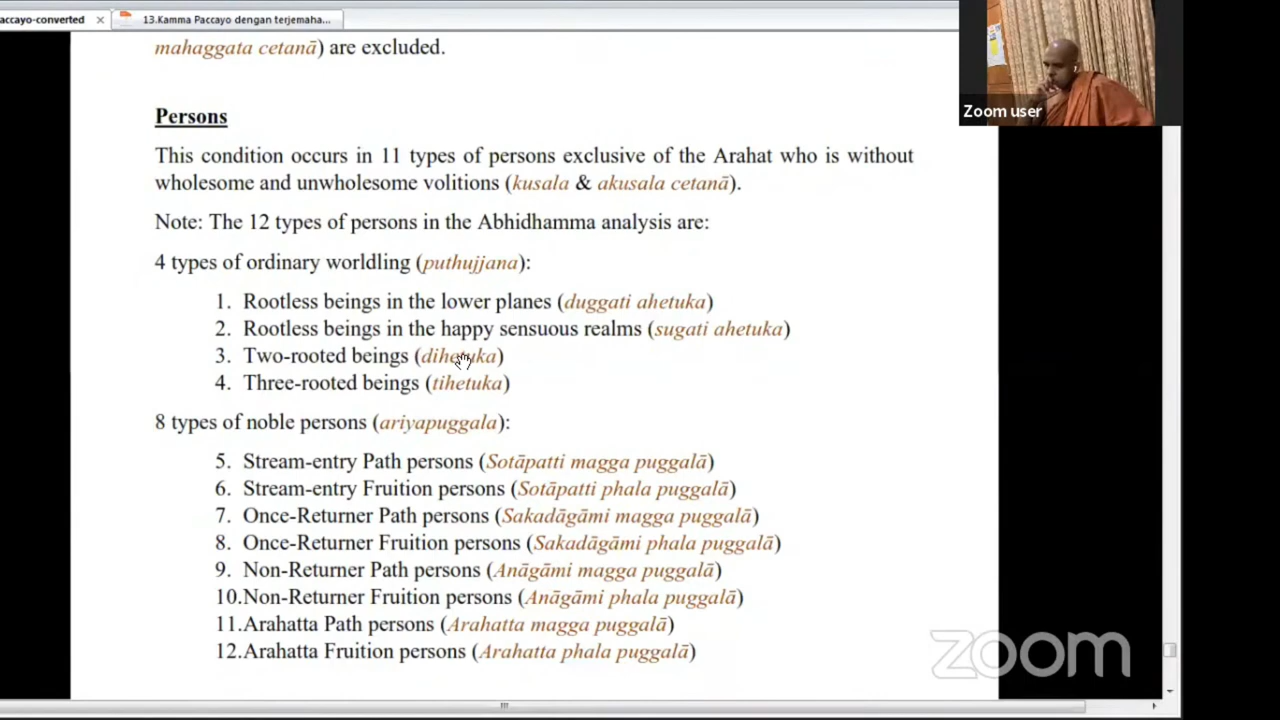 accayo-converted
13.Kamma Paccayo dengan terjemaha...
mahaggata cetanā) are excluded.
Persons
This condition occurs in 11 types of persons exclusive of the Arahat who is without
wholesome and unwholesome volitions (kusala & akusala cetanā).
Note: The 12 types of persons in the Abhidhamma analysis are:
4 types of ordinary worldling (puthujjana):
1. Rootless beings in the lower planes (duggati ahetuka)
2. Rootless beings in the happy sensuous realms (sugati ahetuka)
3. Two-rooted beings (dihetuka)
4. Three-rooted beings (tihetuka)
8 types of noble persons (ariyapuggala):
5. Stream-entry Path persons (Sotāpatti magga puggalā)
6. Stream-entry Fruition persons (Sotāpatti phala puggalā)
7. Once-Returner Path persons (Sakadāgāmi magga puggalā)
8. Once-Returner Fruition persons (Sakadāgāmi phala puggalā)
9. Non-Returner Path persons (Anāgāmi magga puggalā)
10.Non-Returner Fruition persons (Anāgāmi phala puggalā)
11.Arahatta Path persons (Arahatta magga puggalā)
12.Arahatta Fruition persons (Arahatta phala puggalā)
Zoom user
zoom